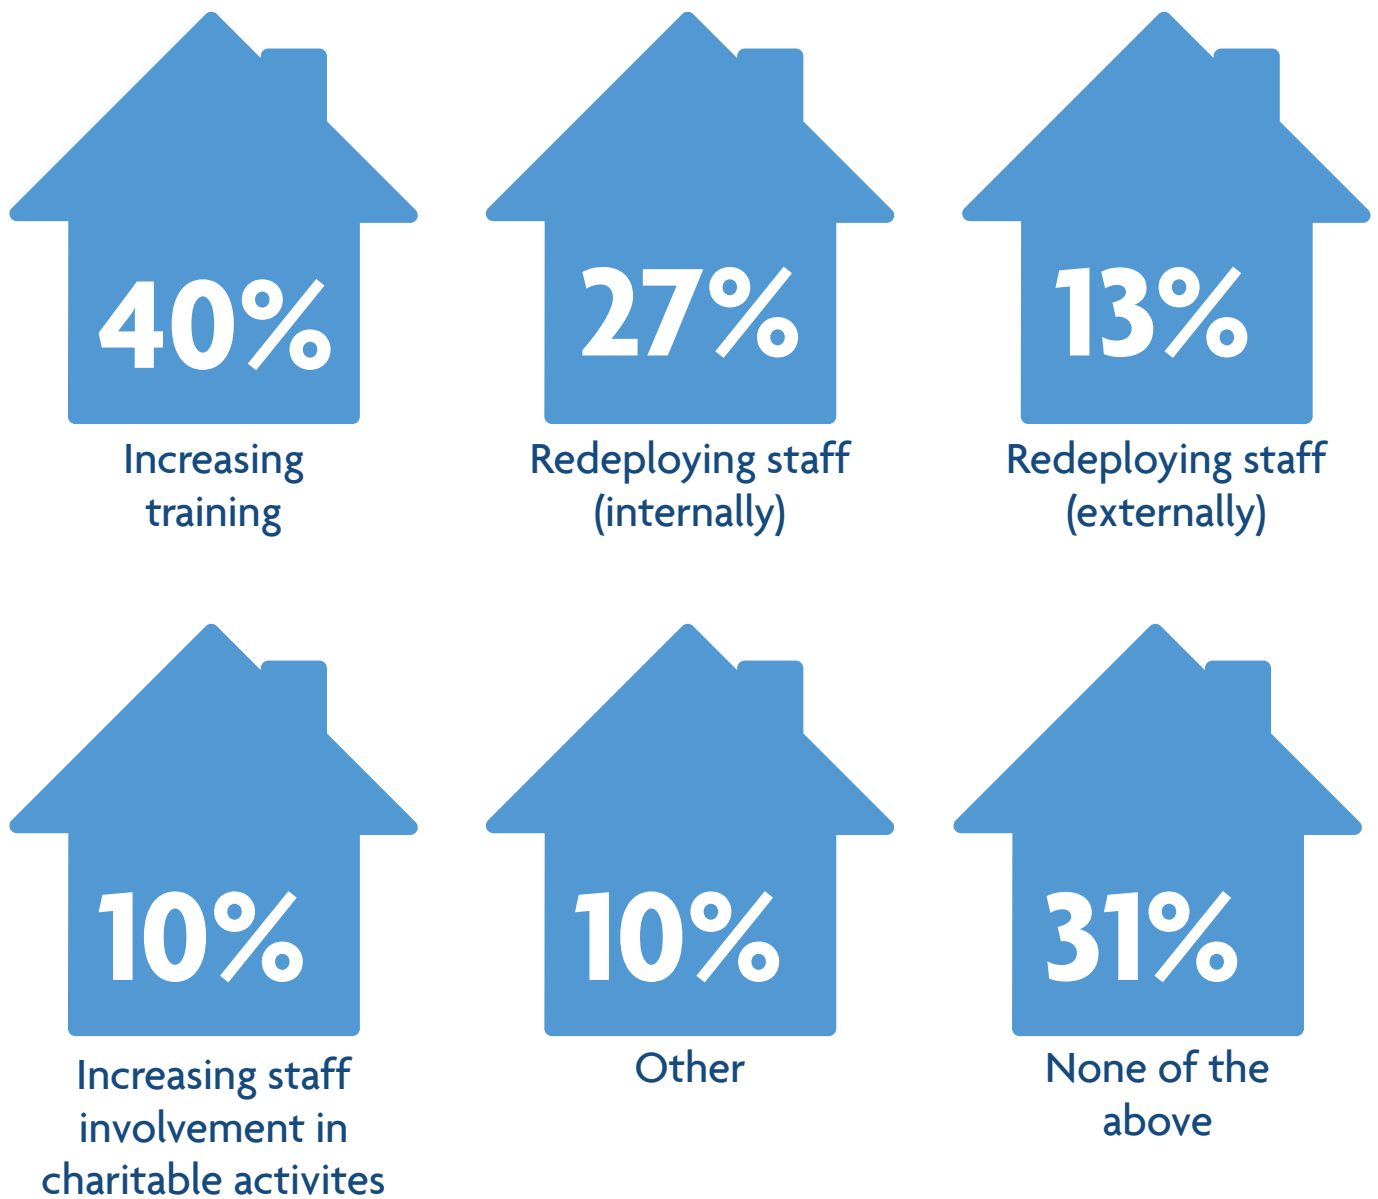 40%
Increasing
training
27%
Redeploying staff
(internally)
13%
Redeploying staff
(externally)
10%
Increasing staff
involvement in
charitable activites
10%
Other
31%
None of the
above